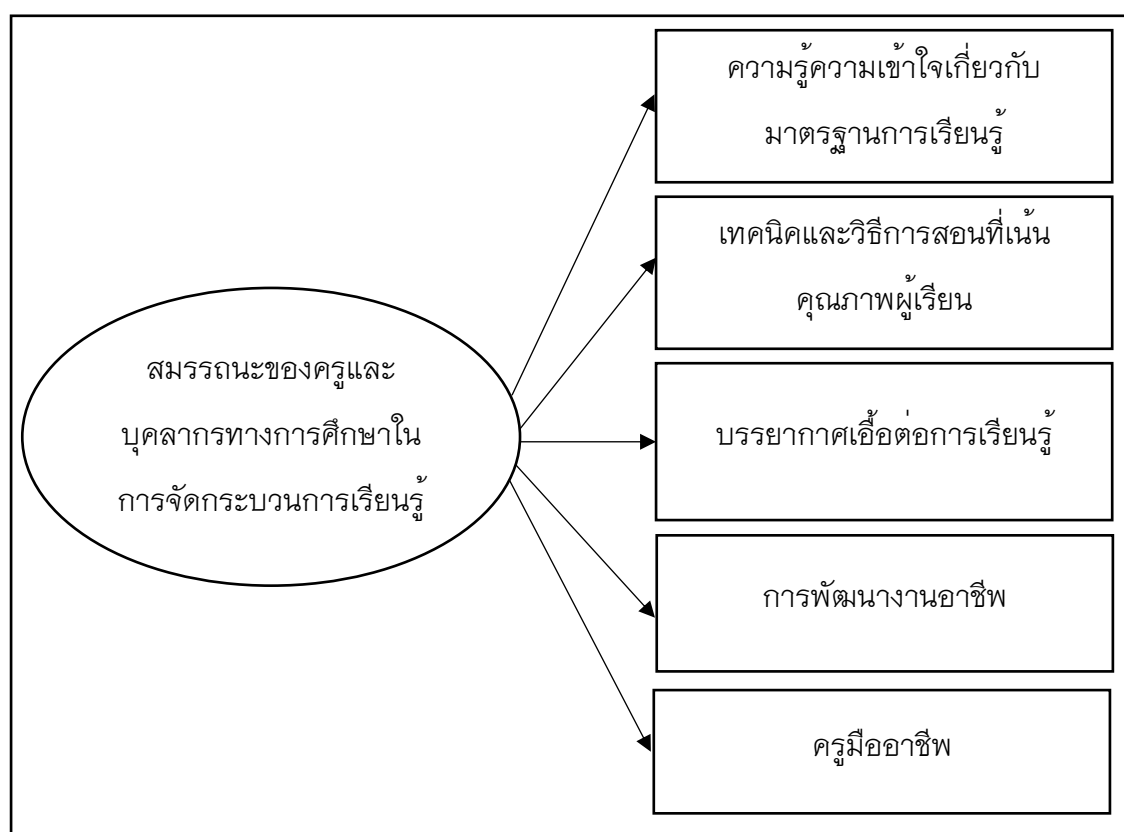 ความรู้ความเข้าใจเกี่ยวกับ
มาตรฐานการเรียนรู้
เทคนิคและวิธีการสอนที่เน้น
คุณภาพผู้เรียน
สมรรถนะของครูและ
บุคลากรทางการศึกษาใน
การจัดกระบวนการเรียนรู้
บรรยากาศเอื้อต่อการเรียนรู้
การพัฒนางานอาชีพ
ครูมืออาชีพ